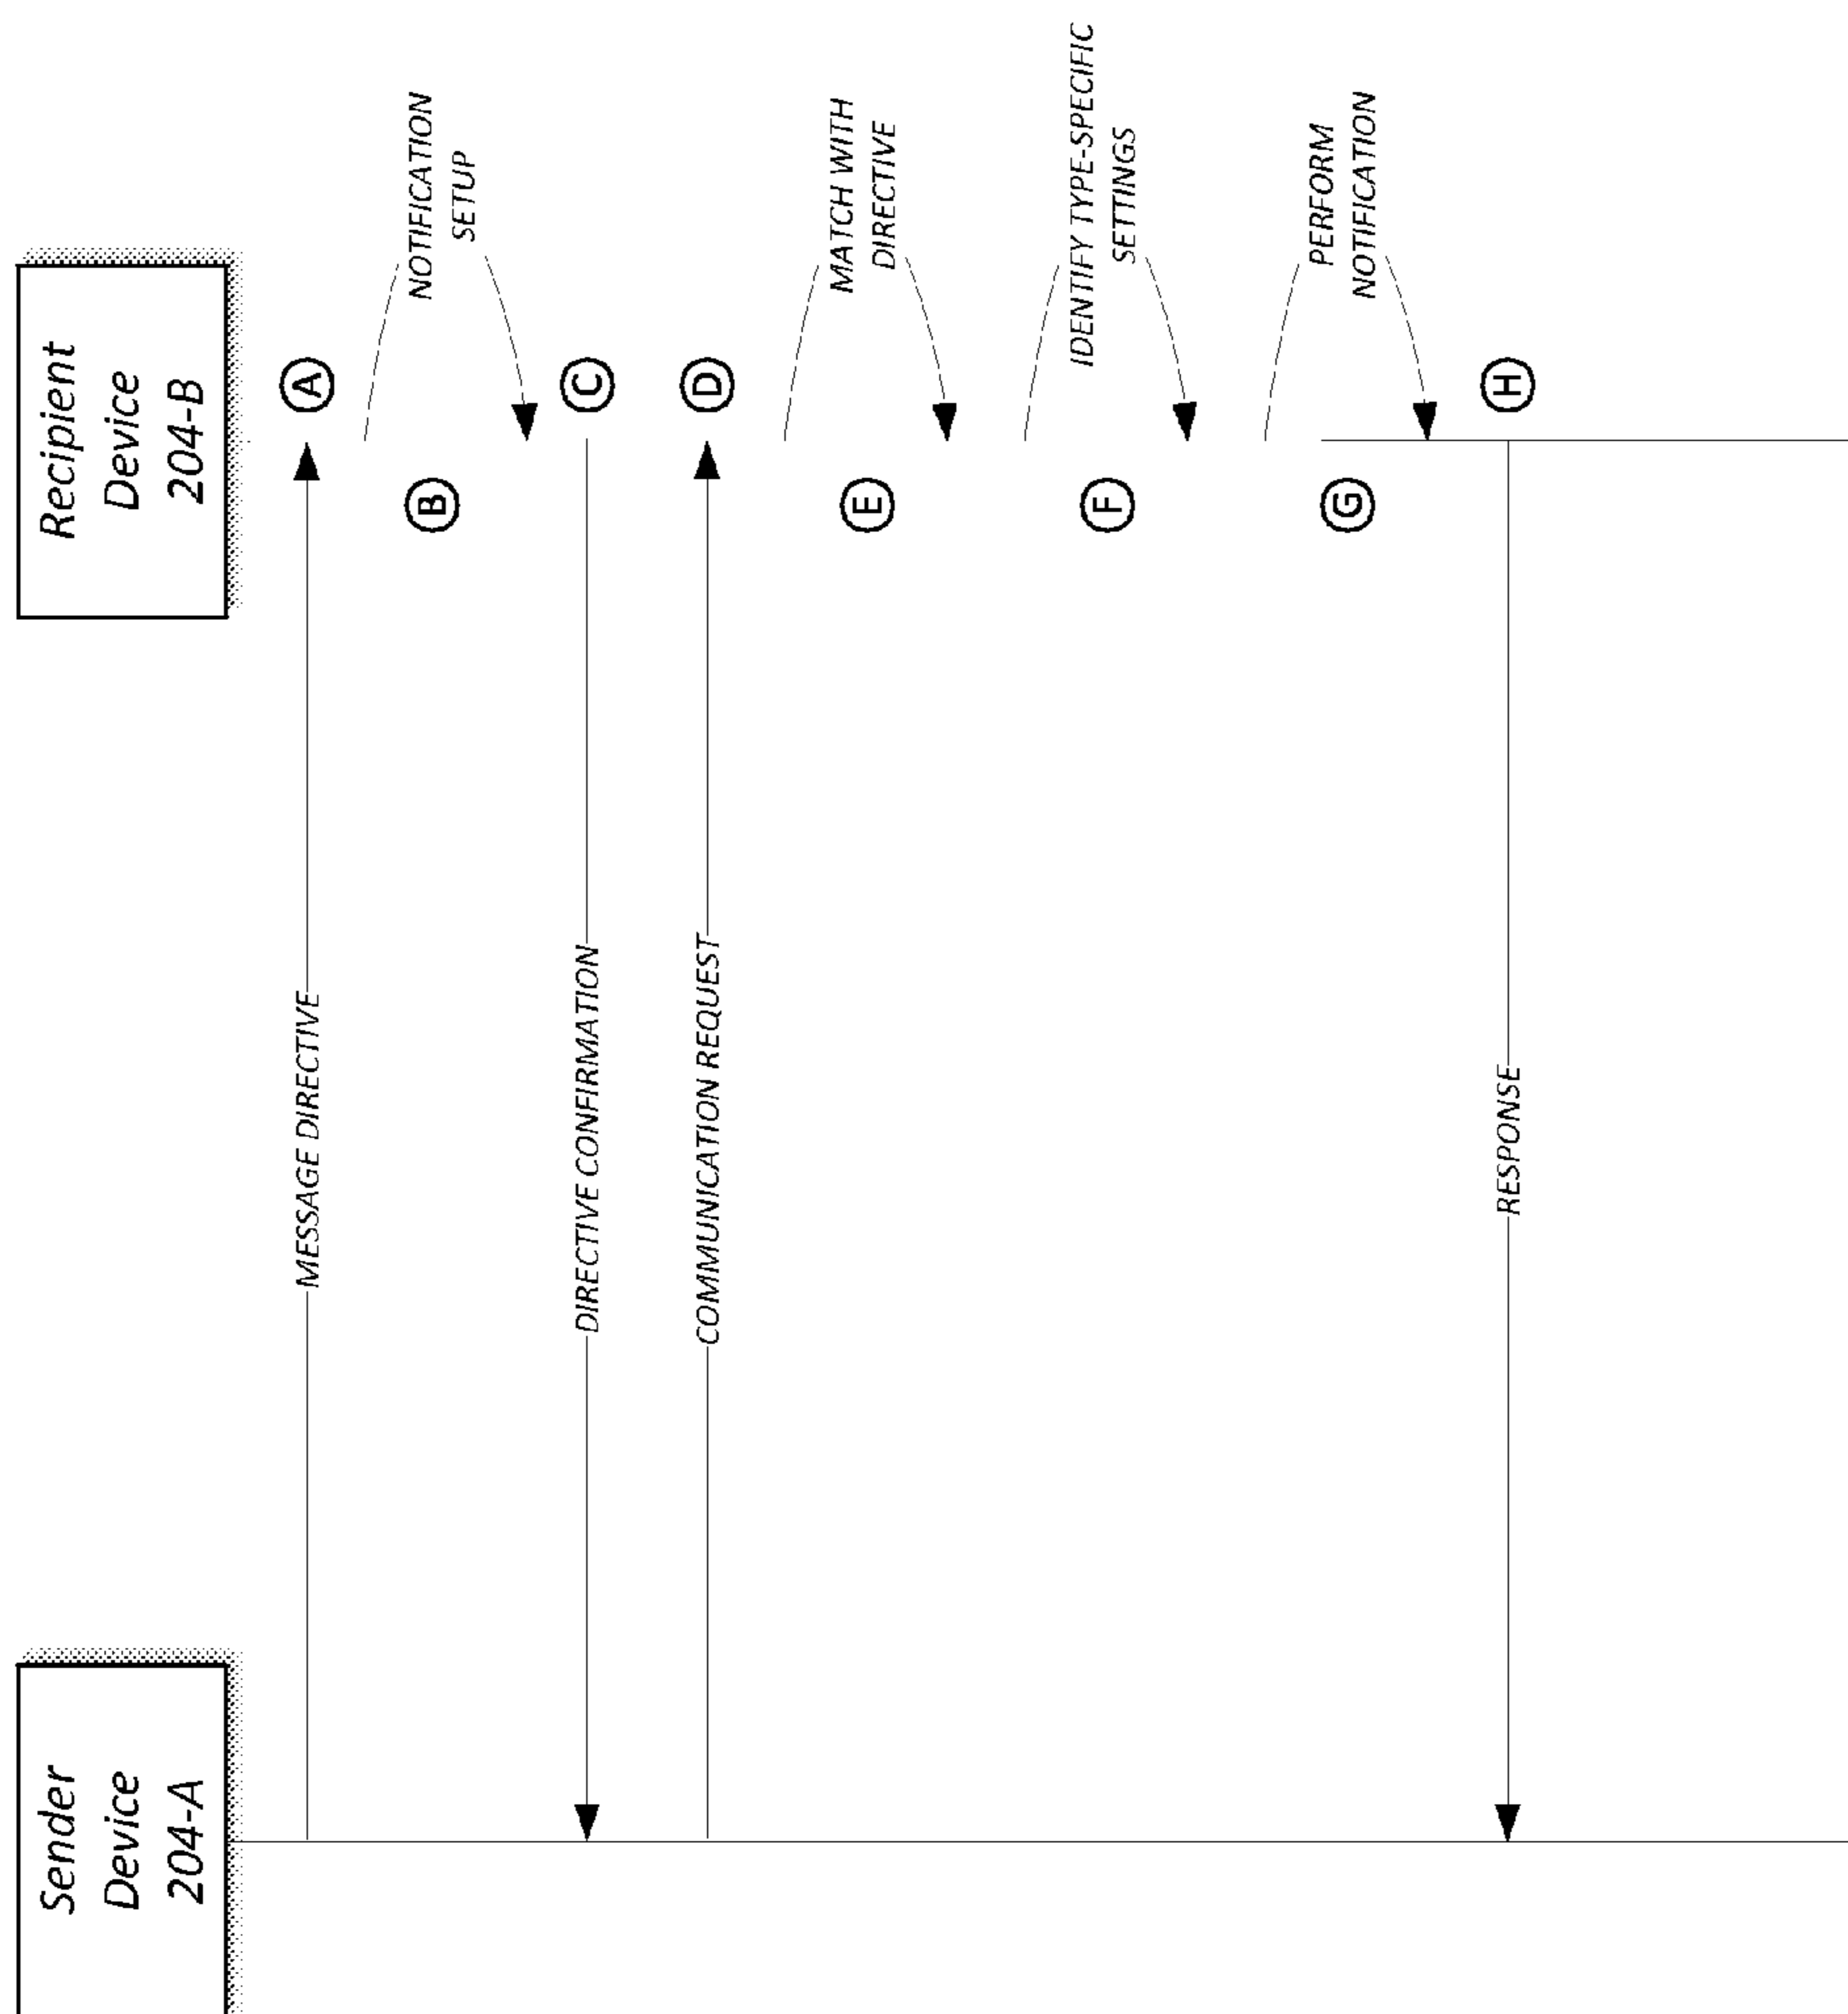 Sender
Device
204-A
Recipient
Device
204-B
MESSAGE DIRECTIVE
A
B
NOTIFICATION
SETUP
DIRECTIVE CONFIRMATION
C
COMMUNICATION REQUEST
D
E
MATCH WITH
DIRECTIVE
F
IDENTIFY TYPE-SPECIFIC
SETTINGS
G
PERFORM
NOTIFICATION
RESPONSE
H